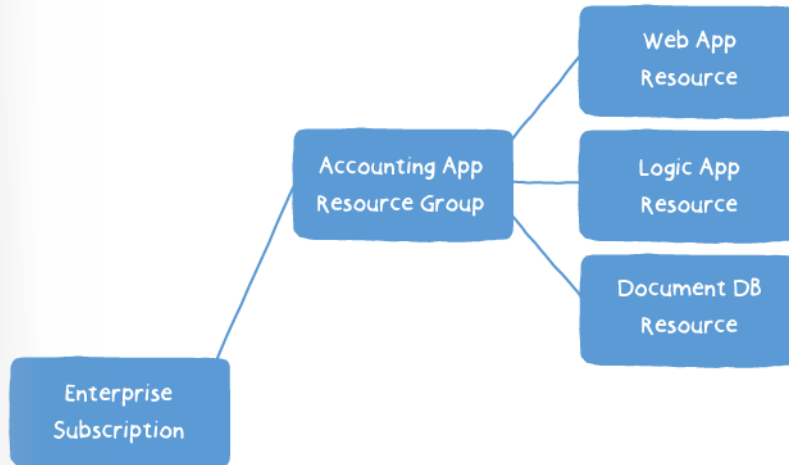 Web App
Resource
Accounting App
Resource Group
Logic App
Resource
Document DB
Resource
Enterprise
Subscription